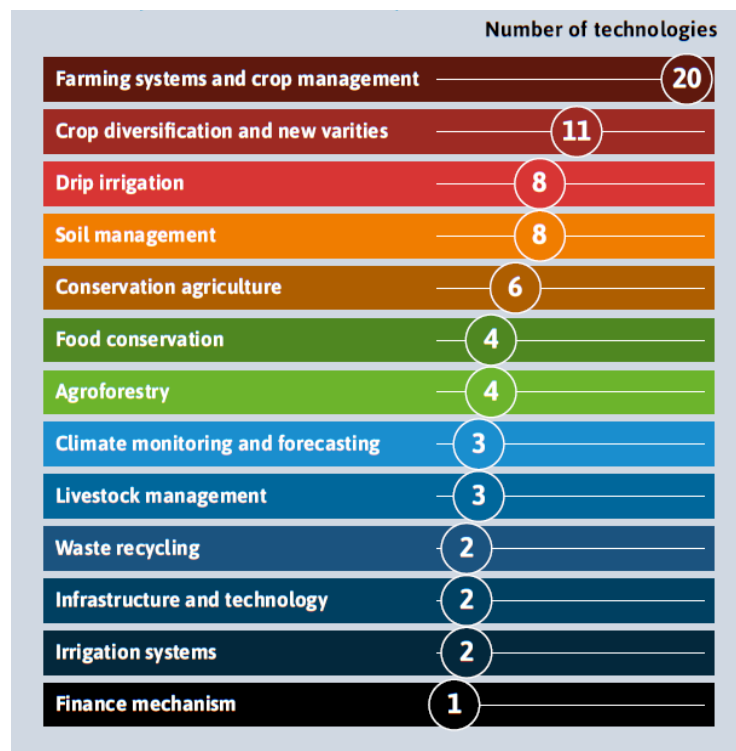 Number of technologies
Farming systems and crop management 20
Crop diversification and new varities 11
Drip irrigation 8
Soil management 8
Conservation agriculture 6
Food conservation 4
Agroforestry 4
Climate monitoring and forecasting 3
Livestock management 3
Waste recycling 2
Infrastructure and technology 2
Irrigation systems 2
Finance mechanism 1